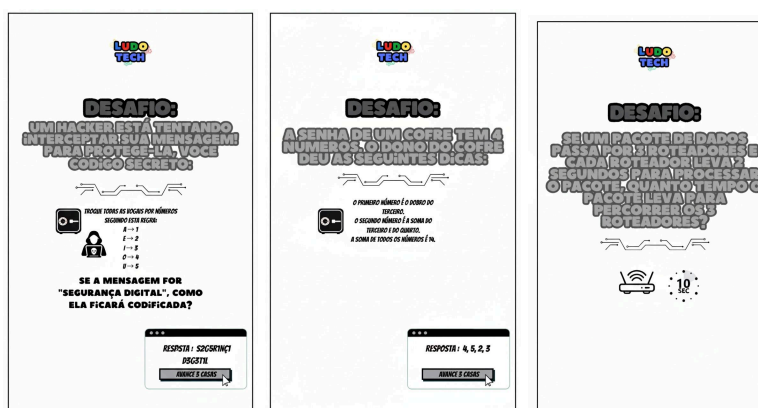 LUDO
TECH
DESAFIO:
UM HACKER ESTÁ TENTANDO
INTERCEPTAR SUA MENSAGEM!
PARA PROTEGÊ-LA, VOCÊ
CÓDIGO SECRETO:
TROQUE TODAS AS VOGAIS POR NÚMEROS
SEGUINDO ESTA REGRA:
A → 1
E → 2
I → 3
O → 4
U → 5
SE A MENSAGEM FOR
"SEGURANÇA DIGITAL", COMO
ELA FICARÁ CODIFICADA?
RESPSTA : S2G5R1NÇ1
D3G3T1L
AVANCE 3 CASAS
LUDO
TECH
DESAFIO:
A SENHA DE UM COFRE TEM 4
NÚMEROS. O DONO DO COFRE
DEU AS SEGUINTES DICAS:
O PRIMEIRO NÚMERO É O DOBRO DO
TERCEIRO.
O SEGUNDO NÚMERO É A SOMA DO
TERCEIRO E DO QUARTO.
A SOMA DE TODOS OS NÚMEROS É 14.
RESPOSTA : 4, 5, 2, 3
AVANCE 3 CASAS
LUDO
TECH
DESAFIO:
SE UM PACOTE DE DADOS
PASSA POR 3 ROTEADORES E
CADA ROTEADOR LEVA 2
SEGUNDOS PARA PROCESSAR
O PACOTE, QUANTO TEMPO O
PACOTE LEVA PARA
PERCORRER OS 3
ROTEADORES?
10
SEC